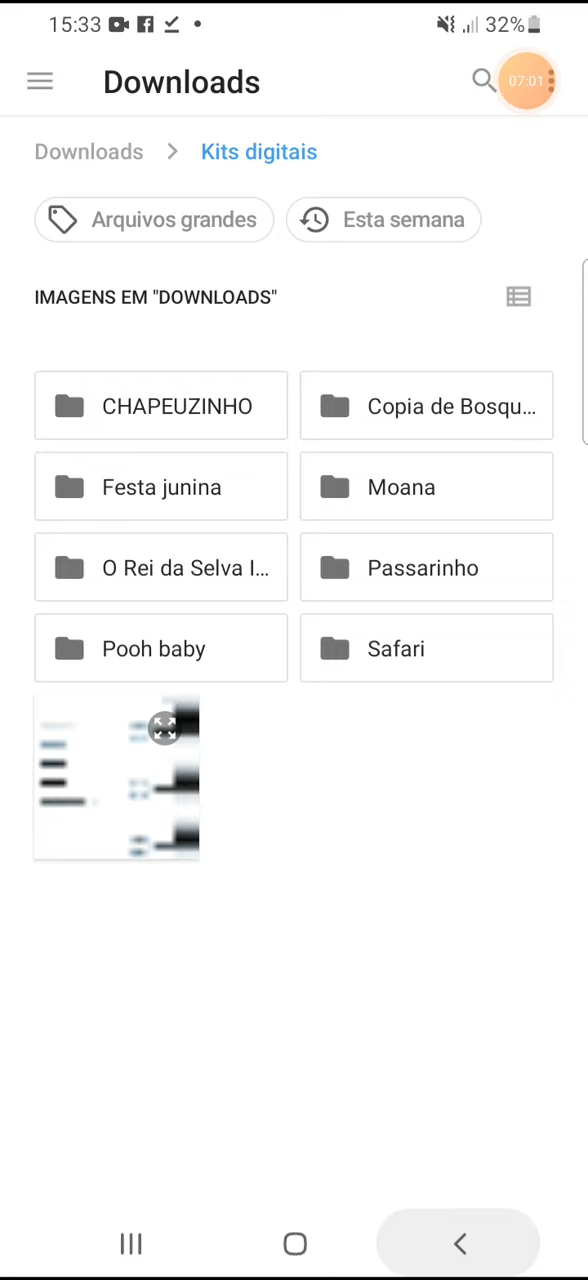 15:33 32%
Downloads 07:01
Downloads Kits digitais
Arquivos grandes Esta semana
IMAGENS EM "DOWNLOADS"
CHAPEUZINHO Copia de Bosqu...
Festa junina Moana
O Rei da Selva I... Passarinho
Pooh baby Safari